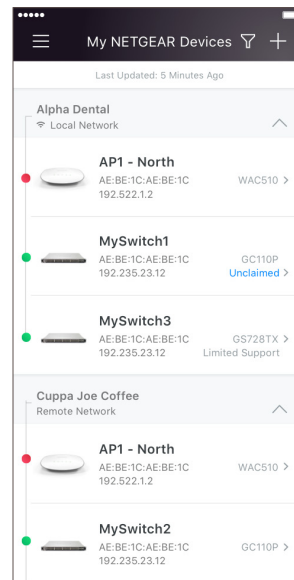 My NETGEAR Devices
Last Updated: 5 Minutes Ago
Alpha Dental
Local Network
AP1 - North
AE:BE:1C:AE:BE:1C
WAC510 >
192.522.1.2
MySwitch1
AE:BE:1C:AE:BE:1C
GC110P
192.235.23.12
Unclaimed >
MySwitch3
AE:BE:1C:AE:BE:1C
GS728TX >
192.235.23.12
Limited Support
Cuppa Joe Coffee
Remote Network
AP1 - North
AE:BE:1C:AE:BE:1C
WAC510 >
192.522.1.2
MySwitch2
AE:BE:1C:AE:BE:1C
GC110P >
192.235.23.12